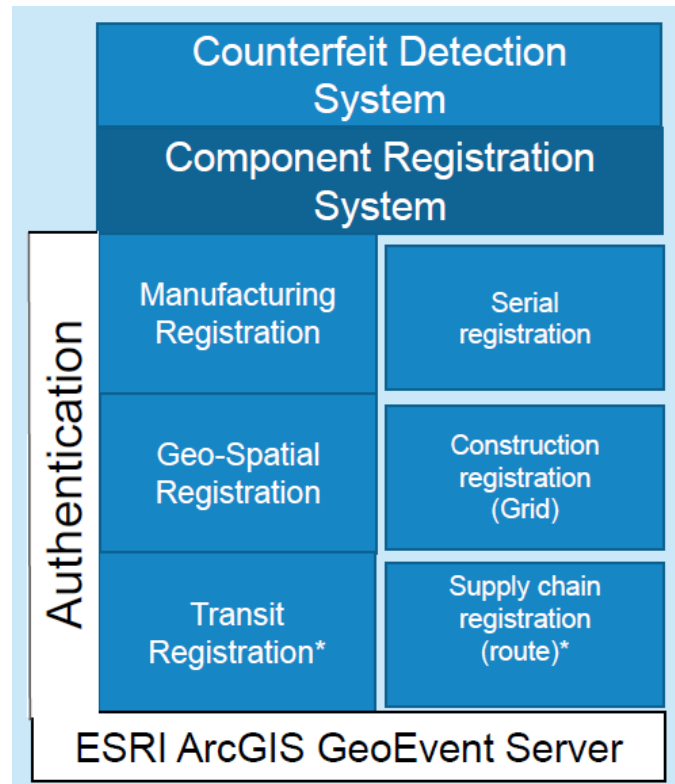 Counterfeit Detection
System
Component Registration
System
Authentication
Manufacturing
Registration
Serial
registration
Geo-Spatial
Registration
Construction
registration
(Grid)
Transit
Registration*
Supply chain
registration
(route)*
ESRI ArcGIS GeoEvent Server